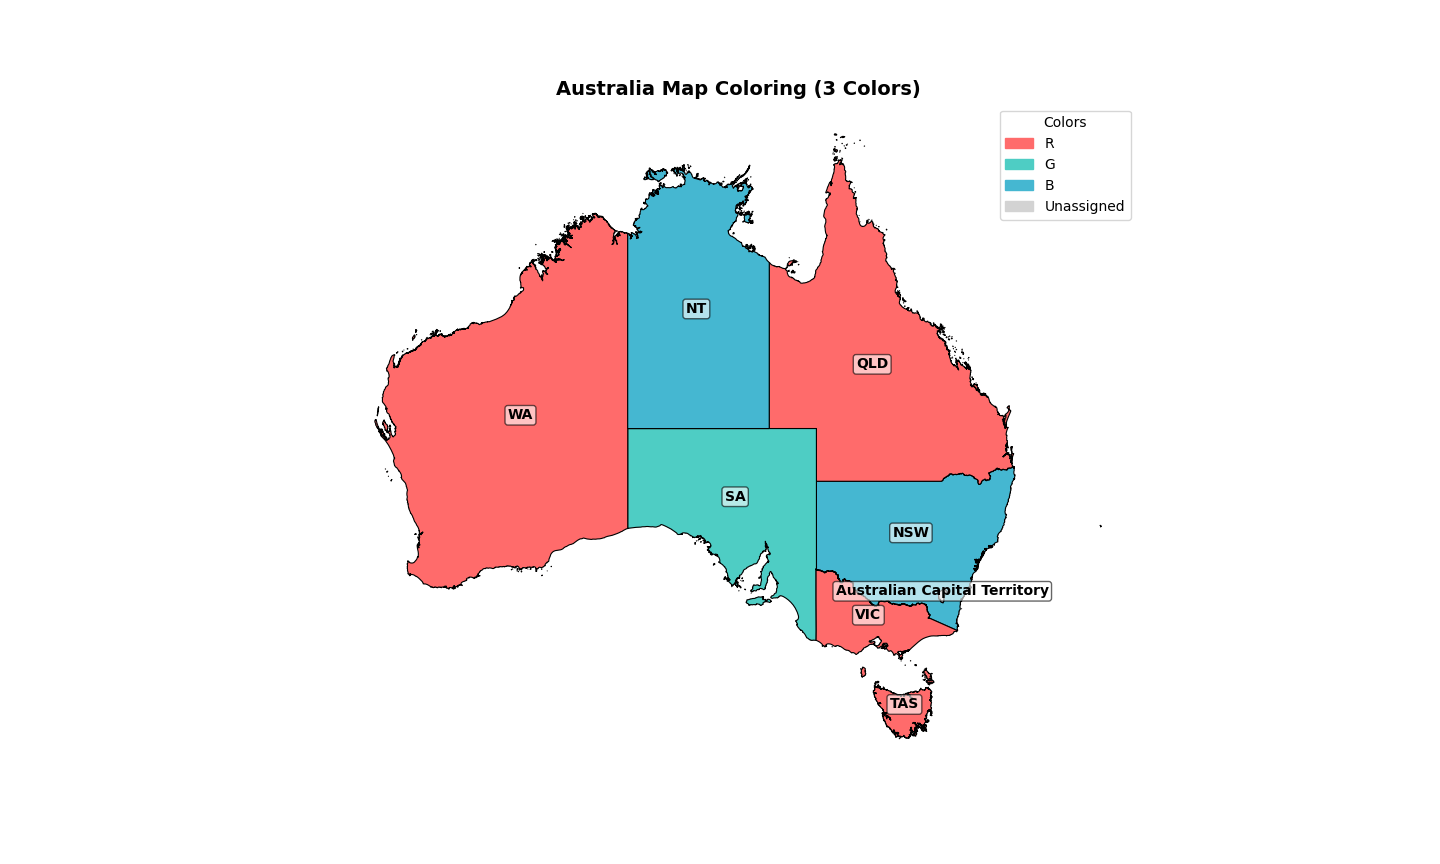 Australia Map Coloring (3 Colors)
Colors
R
G
B
Unassigned
NT
QLD
WA
SA
NSW
Australian Capital Territory
VIC
TAS